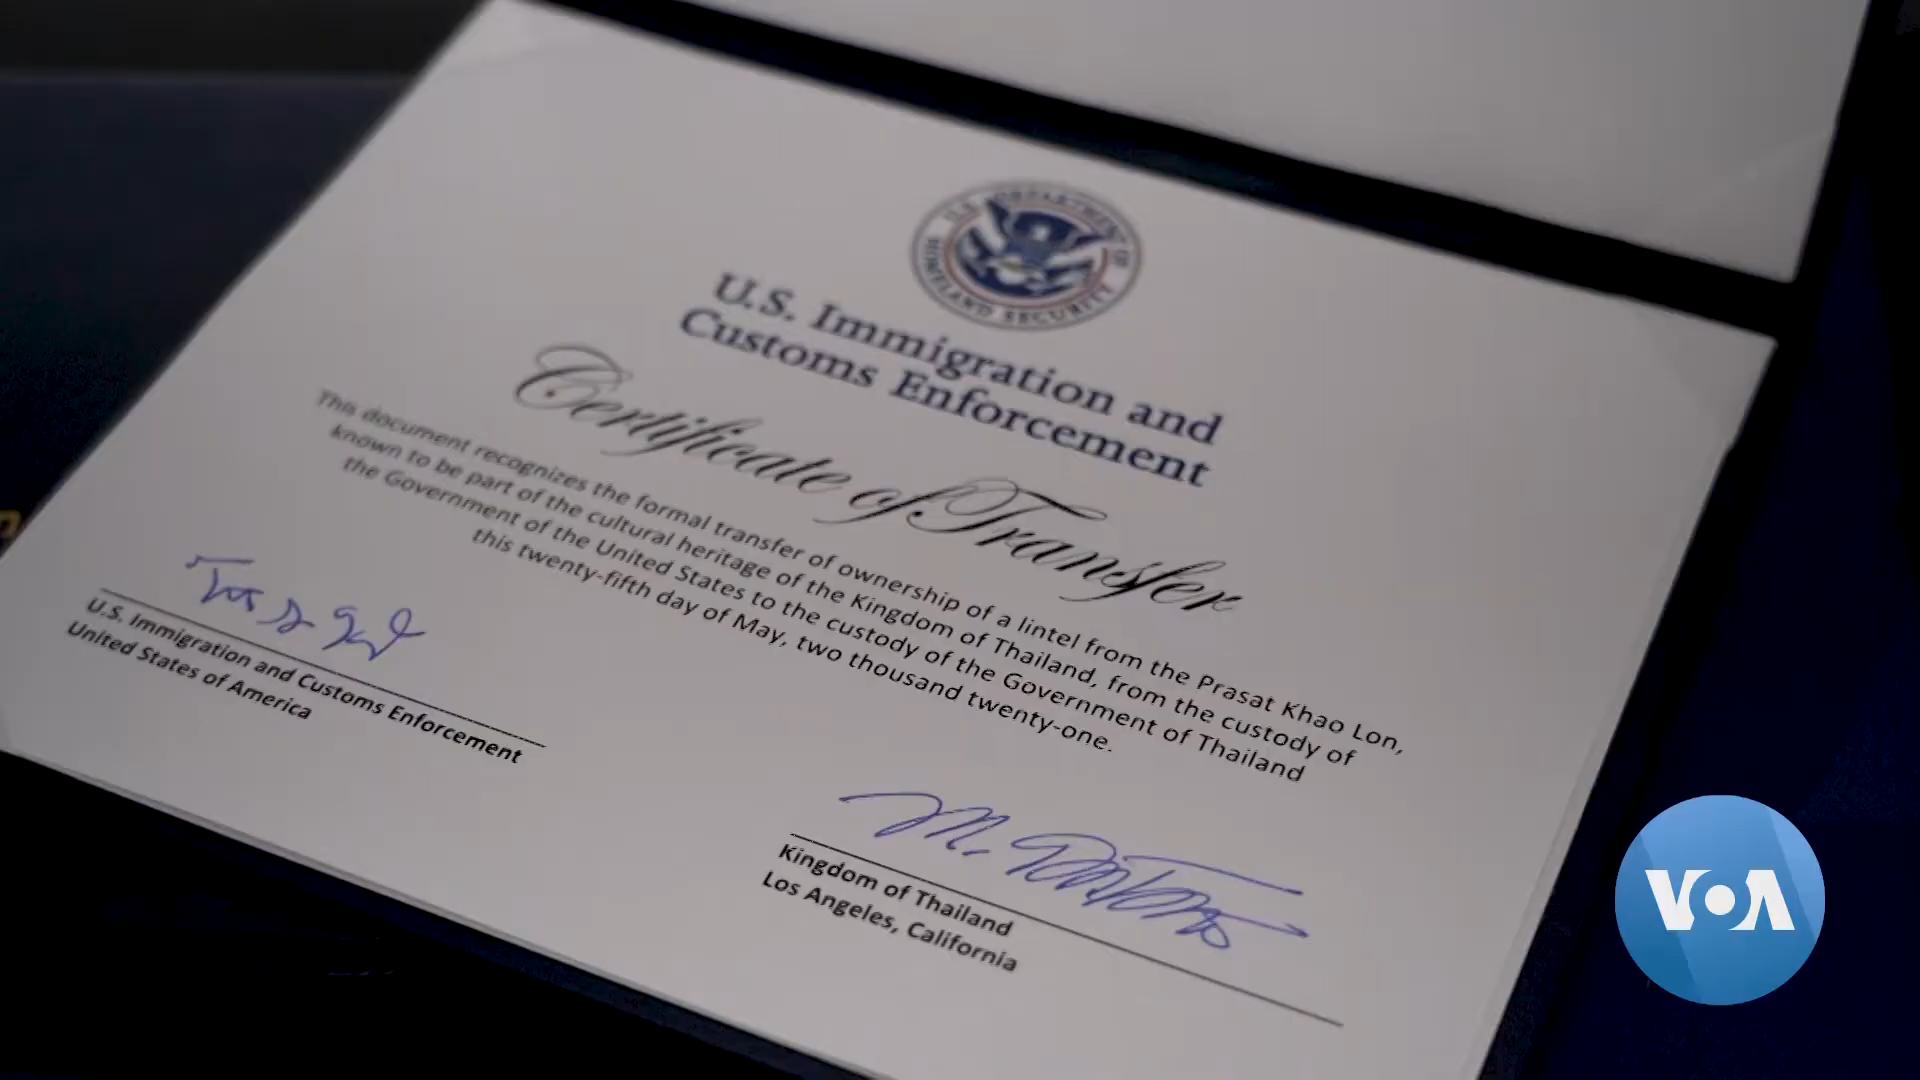 U.S. DEPARTMENT OF HOMELAND SECURITY
U.S. Immigration and
Customs Enforcement
Certificate of Transfer
This document recognizes the formal transfer of ownership of a lintel from the Prasat Khao Lon,
known to be part of the cultural heritage of the Kingdom of Thailand, from the custody of
the Government of the United States to the custody of the Government of Thailand
this twenty-fifth day of May, two thousand twenty-one.
U.S. Immigration and Customs Enforcement
United States of America
Kingdom of Thailand
Los Angeles, California
VOA